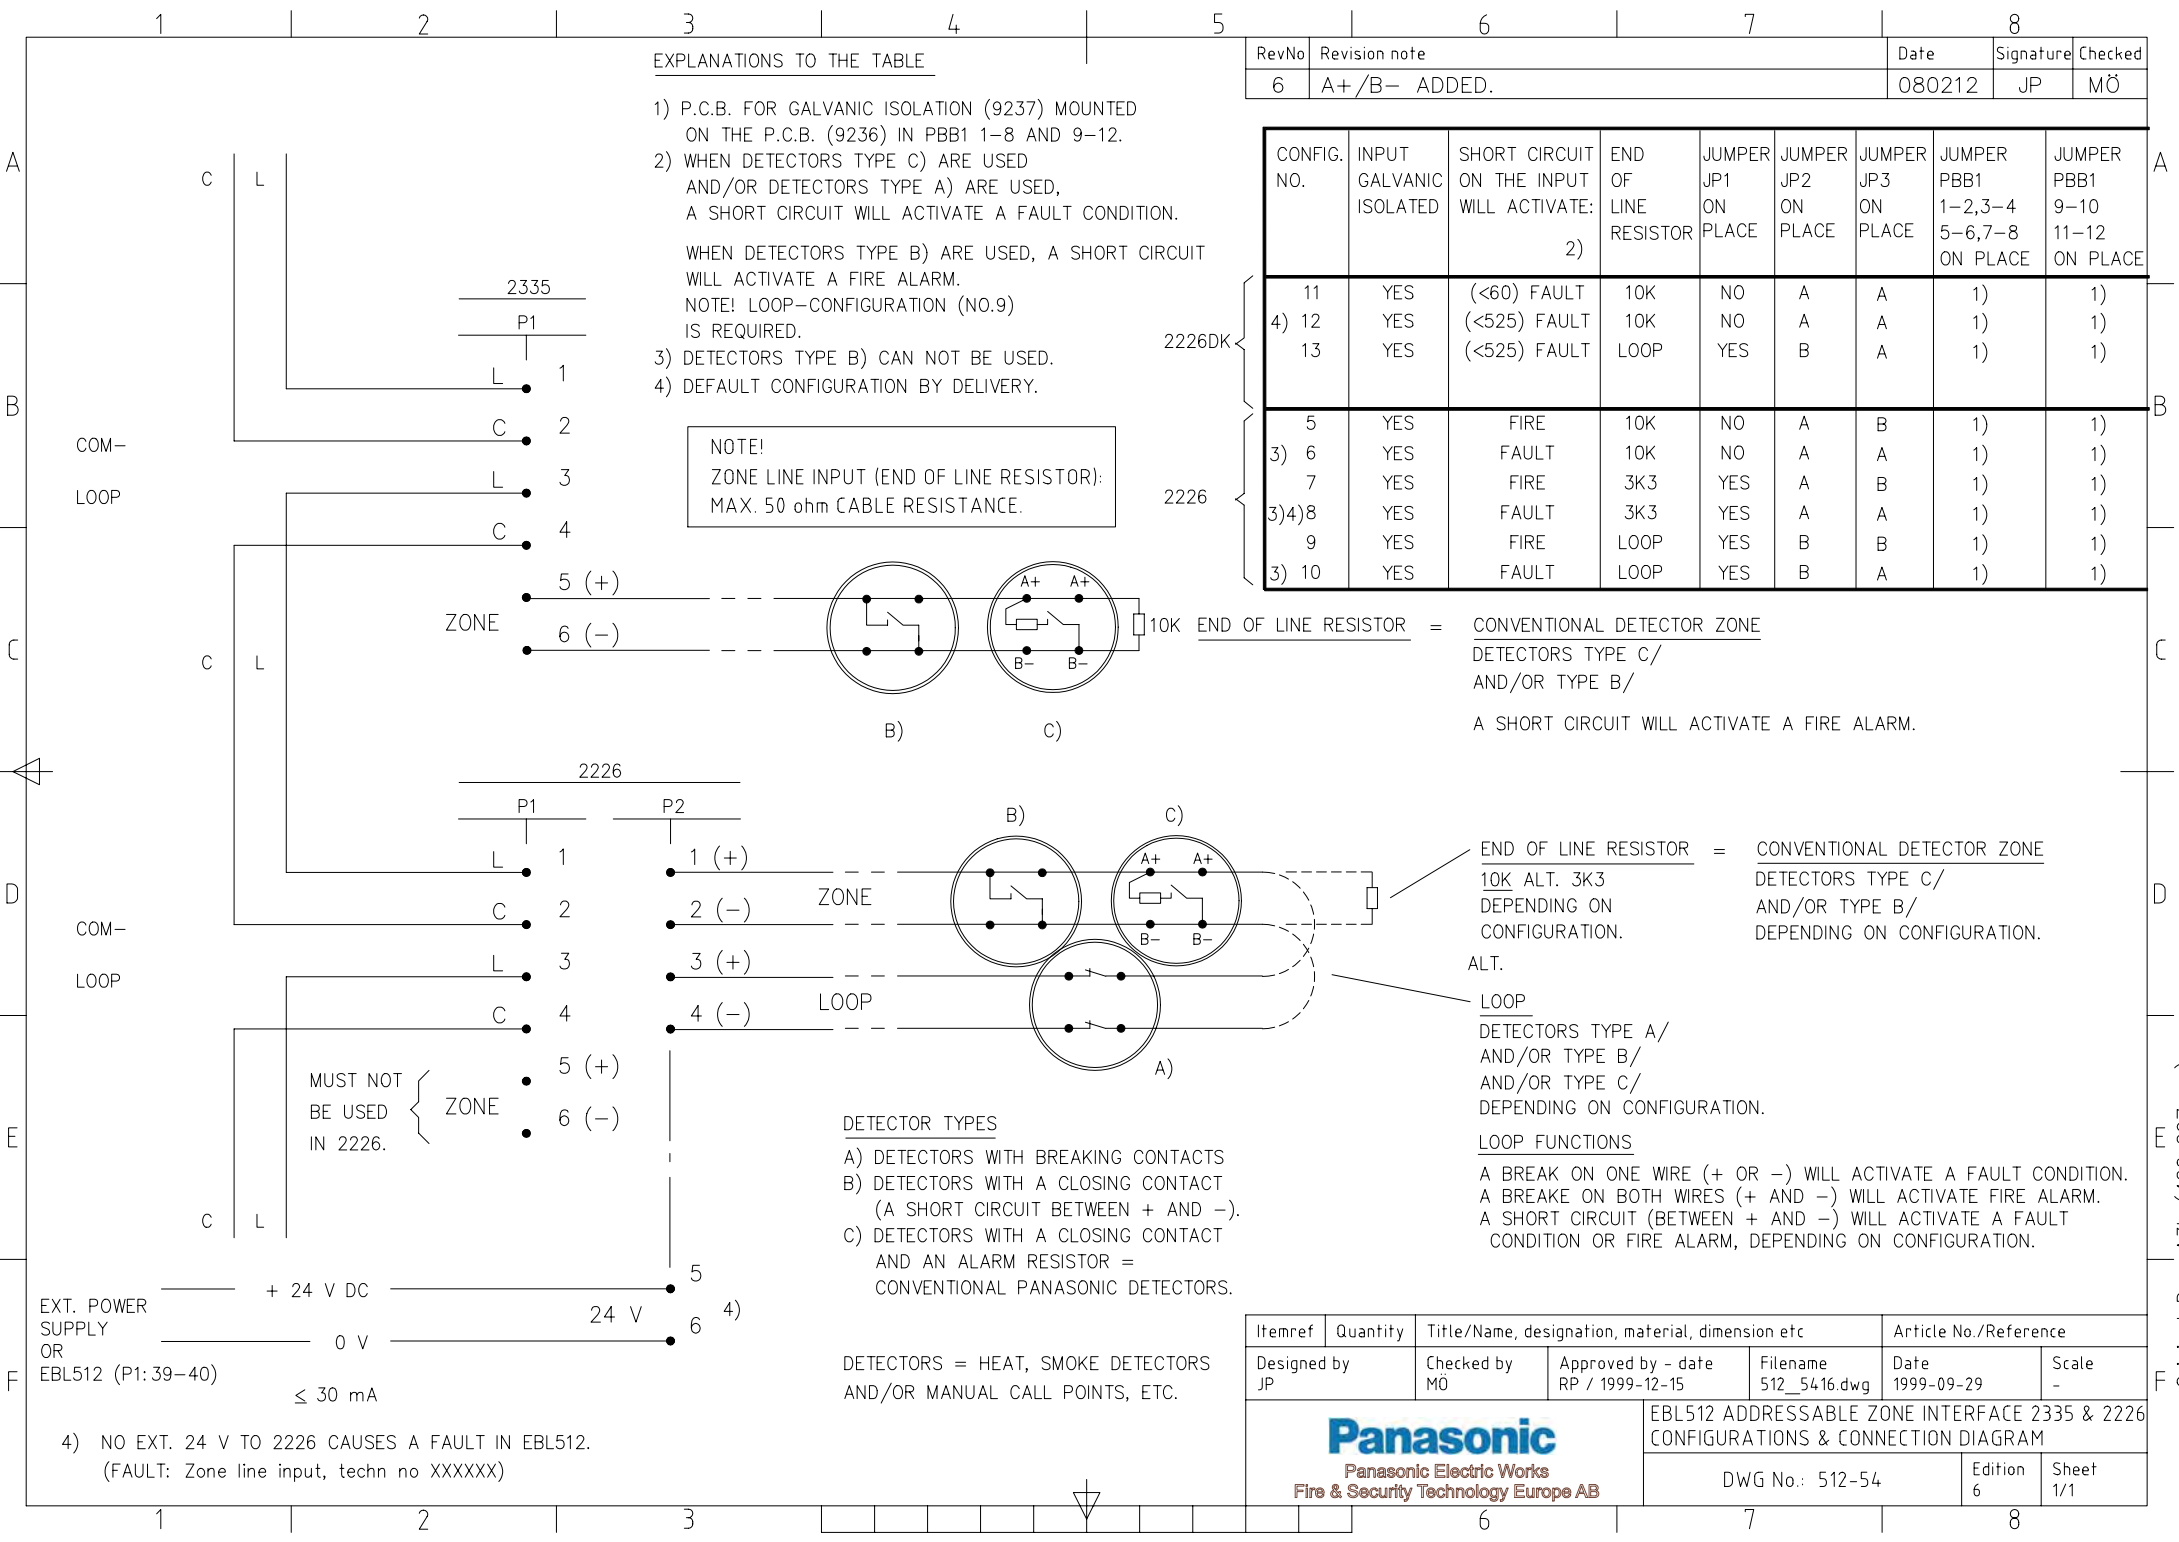 1 2 3 4 5 6 7 8
EXPLANATIONS TO THE TABLE
1) P.C.B. FOR GALVANIC ISOLATION (9237) MOUNTED
ON THE P.C.B. (9236) IN PBB1 1-8 AND 9-12.
2) WHEN DETECTORS TYPE C) ARE USED
AND/OR DETECTORS TYPE A) ARE USED,
A SHORT CIRCUIT WILL ACTIVATE A FAULT CONDITION.
WHEN DETECTORS TYPE B) ARE USED, A SHORT CIRCUIT
WILL ACTIVATE A FIRE ALARM.
NOTE! LOOP-CONFIGURATION (NO.9)
IS REQUIRED.
3) DETECTORS TYPE B) CAN NOT BE USED.
4) DEFAULT CONFIGURATION BY DELIVERY.
NOTE!
ZONE LINE INPUT (END OF LINE RESISTOR):
MAX. 50 ohm CABLE RESISTANCE.
RevNo Revision note Date Signature Checked
6 A+/B- ADDED. 080212 JP MÖ
CONFIG. INPUT SHORT CIRCUIT END JUMPER JUMPER JUMPER JUMPER JUMPER
NO. GALVANIC ON THE INPUT OF JP1 JP2 JP3 PBB1 PBB1
ISOLATED WILL ACTIVATE: LINE ON ON ON 1-2,3-4 9-10
RESISTOR PLACE PLACE PLACE 5-6,7-8 11-12
2) ON PLACE ON PLACE
2226DK
11 YES (<60) FAULT 10K NO A A 1) 1)
4) 12 YES (<525) FAULT 10K NO A A 1) 1)
13 YES (<525) FAULT LOOP YES B A 1) 1)
2226
5 YES FIRE 10K NO A B 1) 1)
3) 6 YES FAULT 10K NO A A 1) 1)
7 YES FIRE 3K3 YES A B 1) 1)
3)4)8 YES FAULT 3K3 YES A A 1) 1)
9 YES FIRE LOOP YES B B 1) 1)
3) 10 YES FAULT LOOP YES B A 1) 1)
A A
B B
C C
D D
E E
F F
C L
2335
P1
L 1
C 2
COM-
L 3
LOOP
C 4
5 (+)
ZONE
6 (-)
A+ A+
B- B-
B) C)
10K END OF LINE RESISTOR = CONVENTIONAL DETECTOR ZONE
DETECTORS TYPE C/
AND/OR TYPE B/
A SHORT CIRCUIT WILL ACTIVATE A FIRE ALARM.
C L
2226
P1 P2
L 1 1 (+)
C 2 2 (-)
ZONE
COM-
L 3 3 (+)
LOOP
C 4 4 (-)
LOOP
5 (+)
MUST NOT
BE USED
IN 2226.
ZONE
6 (-)
B) C)
A+ A+
B- B-
A)
END OF LINE RESISTOR = CONVENTIONAL DETECTOR ZONE
10K ALT. 3K3
DEPENDING ON
CONFIGURATION.
DETECTORS TYPE C/
AND/OR TYPE B/
DEPENDING ON CONFIGURATION.
ALT.
LOOP
DETECTORS TYPE A/
AND/OR TYPE B/
AND/OR TYPE C/
DEPENDING ON CONFIGURATION.
LOOP FUNCTIONS
A BREAK ON ONE WIRE (+ OR -) WILL ACTIVATE A FAULT CONDITION.
A BREAKE ON BOTH WIRES (+ AND -) WILL ACTIVATE FIRE ALARM.
A SHORT CIRCUIT (BETWEEN + AND -) WILL ACTIVATE A FAULT
CONDITION OR FIRE ALARM, DEPENDING ON CONFIGURATION.
DETECTOR TYPES
A) DETECTORS WITH BREAKING CONTACTS
B) DETECTORS WITH A CLOSING CONTACT
(A SHORT CIRCUIT BETWEEN + AND -).
C) DETECTORS WITH A CLOSING CONTACT
AND AN ALARM RESISTOR =
CONVENTIONAL PANASONIC DETECTORS.
DETECTORS = HEAT, SMOKE DETECTORS
AND/OR MANUAL CALL POINTS, ETC.
C L
+ 24 V DC
5
24 V 4)
6
0 V
EXT. POWER
SUPPLY
OR
EBL512 (P1:39-40)
≤ 30 mA
4) NO EXT. 24 V TO 2226 CAUSES A FAULT IN EBL512.
(FAULT: Zone line input, techn no XXXXXX)
Itemref Quantity Title/Name, designation, material, dimension etc Article No./Reference
Designed by Checked by Approved by - date Filename Date Scale
JP MÖ RP / 1999-12-15 512_5416.dwg 1999-09-29 -
Panasonic
Panasonic Electric Works
Fire & Security Technology Europe AB
EBL512 ADDRESSABLE ZONE INTERFACE 2335 & 2226
CONFIGURATIONS & CONNECTION DIAGRAM
DWG No.: 512-54
Edition Sheet
6 1/1
1 2 3 6 7 8